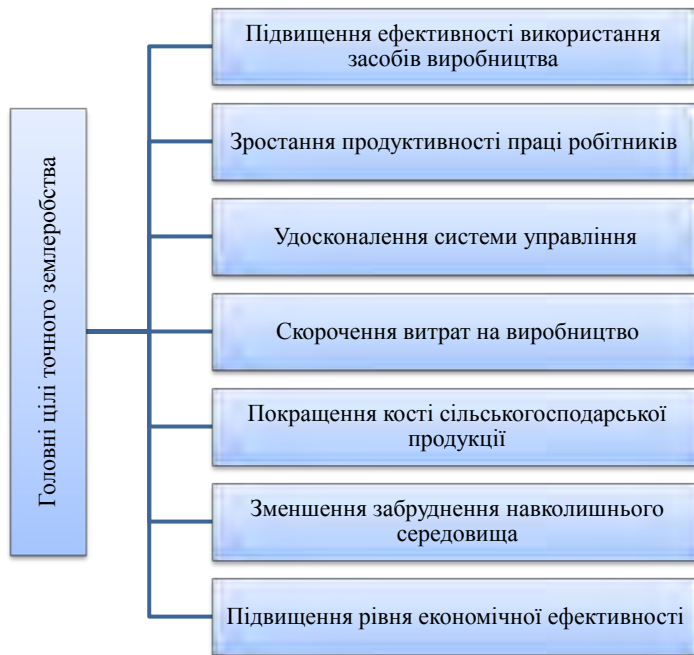 Головні цілі точного землеробства
Підвищення ефективності використання
засобів виробництва
Зростання продуктивності праці робітників
Удосконалення системи управління
Скорочення витрат на виробництво
Покращення кості сільськогосподарської
продукції
Зменшення забруднення навколишнього
середовища
Підвищення рівня економічної ефективності